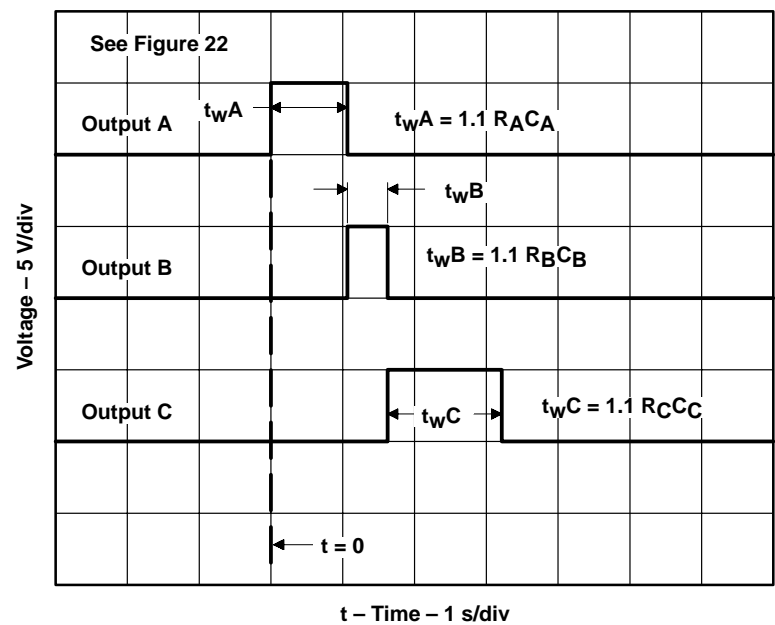 See Figure 22
Output A
twA
twA = 1.1 RACA
twB
Output B
twB = 1.1 RBCB
Output C
twC
twC = 1.1 RCCC
t = 0
Voltage – 5 V/div
t – Time – 1 s/div